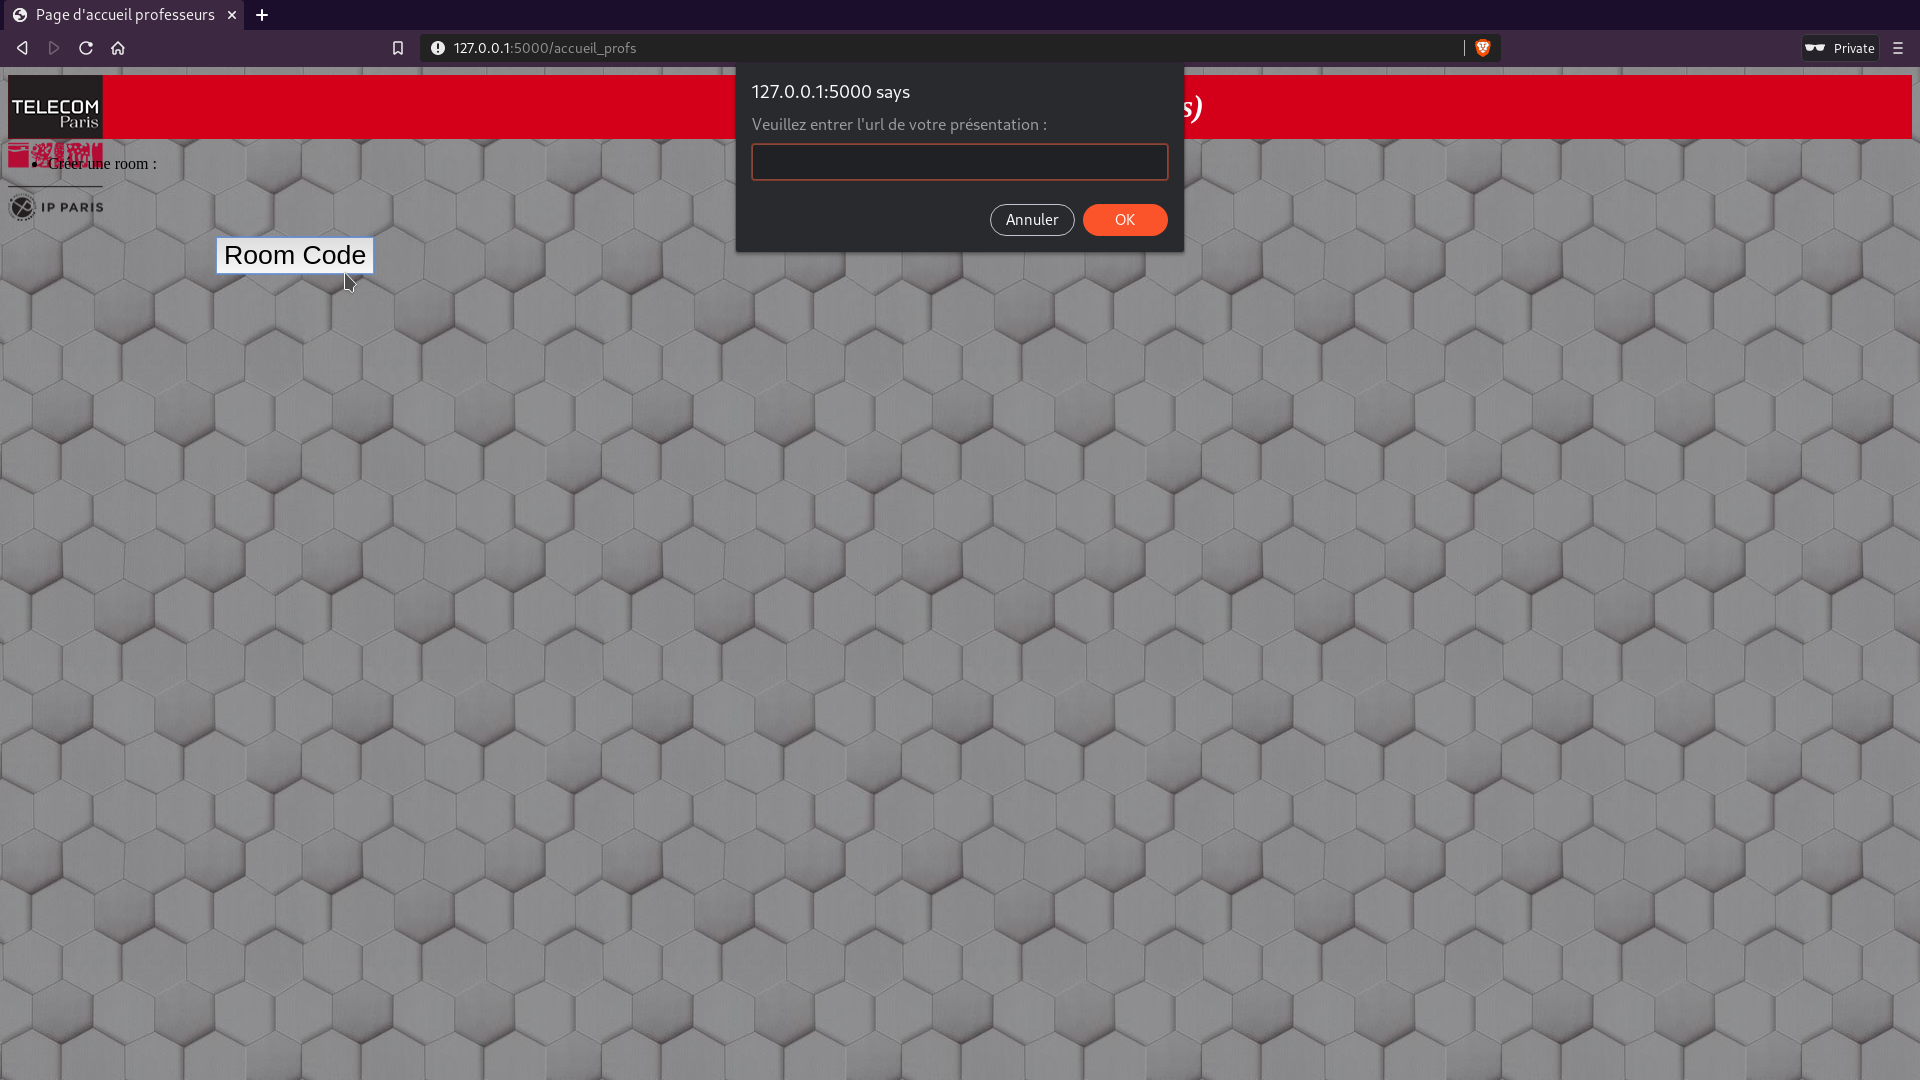 Page d'accueil professeurs
127.0.0.1:5000/accueil_profs
Private
127.0.0.1:5000 says
Veuillez entrer l'url de votre présentation :
Annuler
OK
s)
TELECOM
Paris
Créer une room :
IP PARIS
Room Code